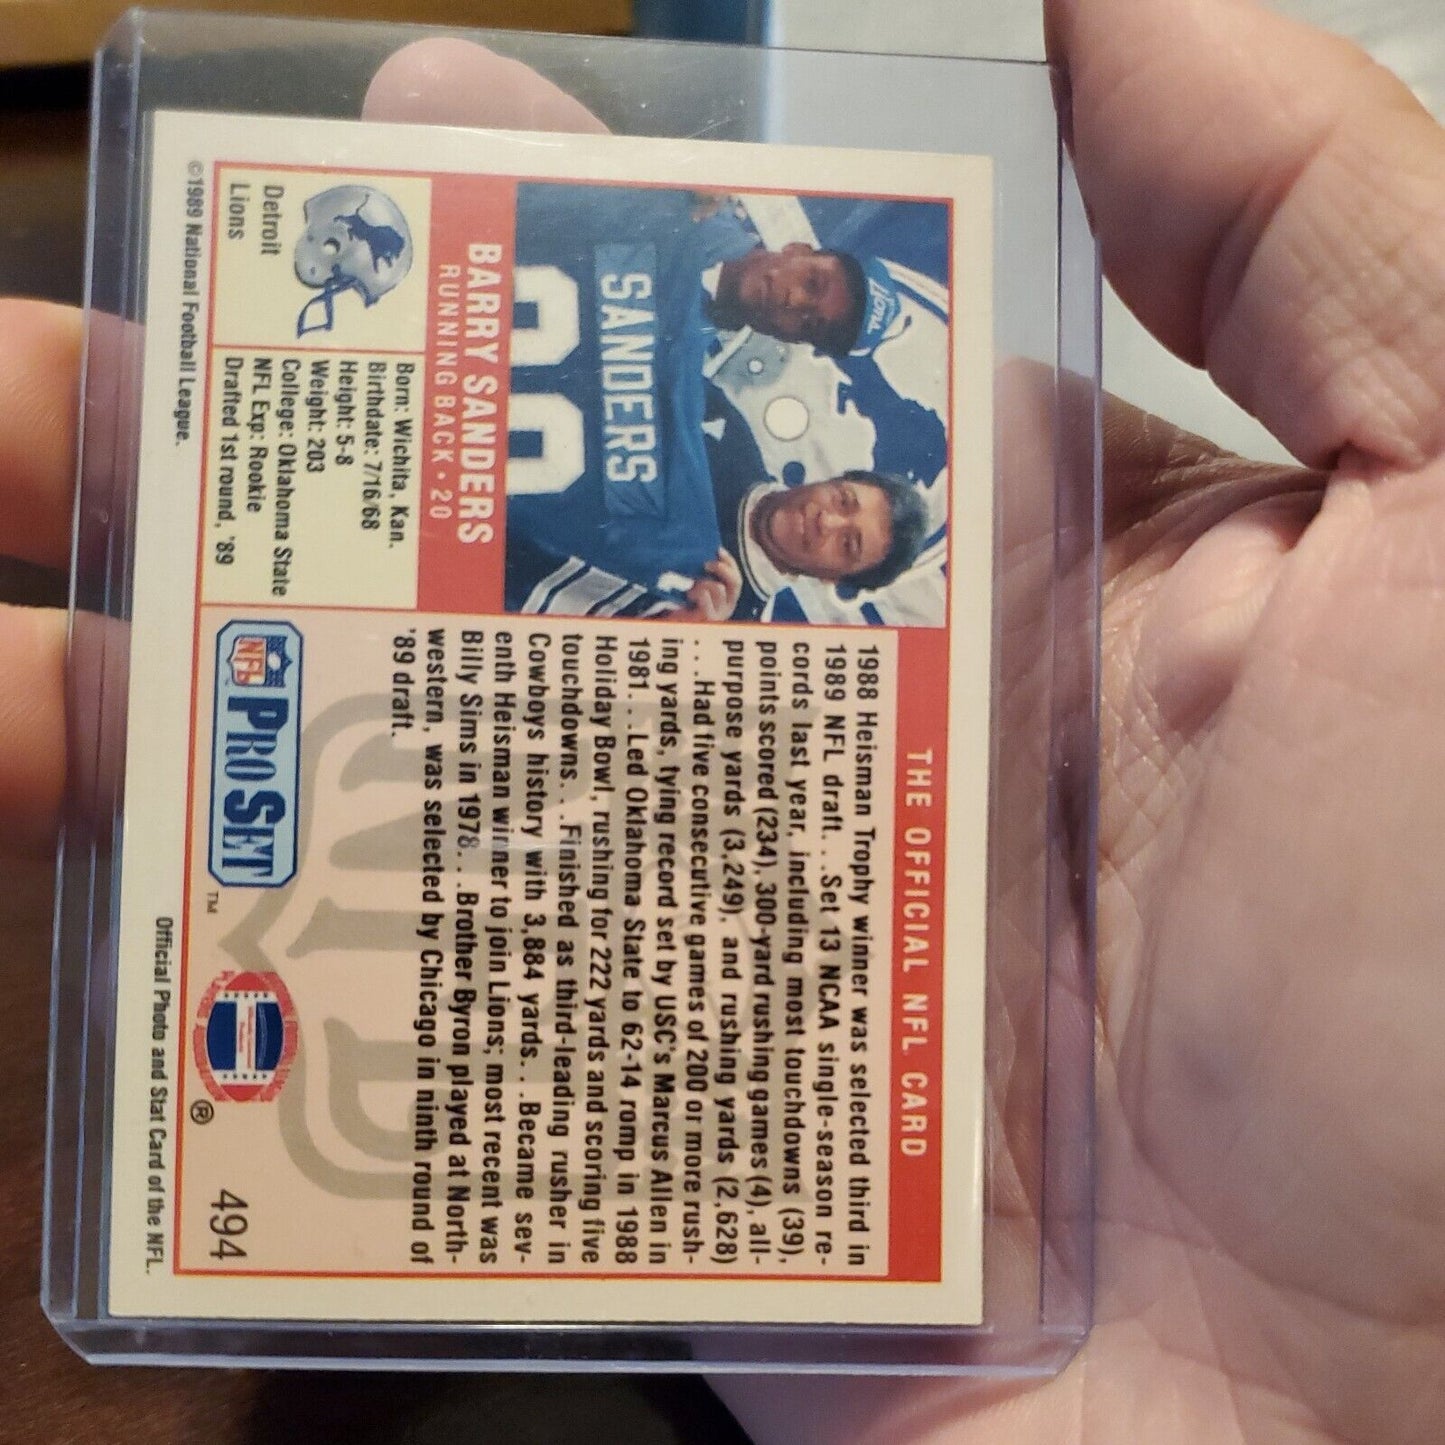 THE OFFICIAL NFL CARD
Lions
SANDERS
BARRY SANDERS
RUNNING BACK • 20
Detroit
Lions
Born: Wichita, Kan.
Birthdate: 7/16/68
Height: 5-8
Weight: 203
College: Oklahoma State
NFL Exp: Rookie
Drafted 1st round, '89
1988 Heisman Trophy winner was selected third in
1989 NFL draft. . .Set 13 NCAA single-season re-
cords last year, including most touchdowns (39),
points scored (234), 300-yard rushing games (4), all-
purpose yards (3,249), and rushing yards (2,628)
. . .Had five consecutive games of 200 or more rush-
ing yards, tying record set by USC's Marcus Allen in
1981. . .Led Oklahoma State to 62-14 romp in 1988
Holiday Bowl, rushing for 222 yards and scoring five
touchdowns. . .Finished as third-leading rusher in
Cowboys history with 3,884 yards. . .Became sev-
enth Heisman winner to join Lions; most recent was
Billy Sims in 1978. . .Brother Byron played at North-
western, was selected by Chicago in ninth round of
'89 draft.
NFL PRO SET ™
®
494
©1989 National Football League.
Official Photo and Stat Card of the NFL.